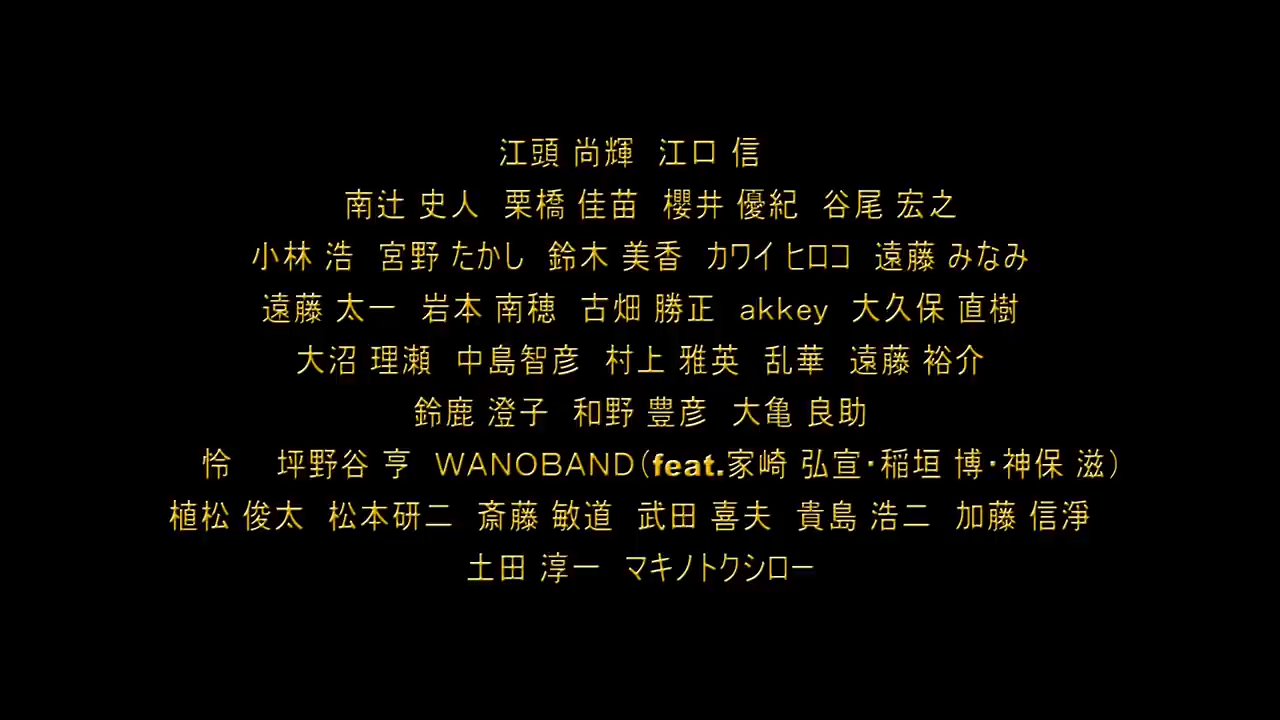 江頭 尚輝　江口 信
南辻 史人　栗橋 佳苗　櫻井 優紀　谷尾 宏之
小林 浩　宮野 たかし　鈴木 美香　カワイ ヒロコ　遠藤 みなみ
遠藤 太一　岩本 南穂　古畑 勝正　akkey　大久保 直樹
大沼 理瀬　中島智彦　村上 雅英　乱華　遠藤 裕介
鈴鹿 澄子　和野 豊彦　大亀 良助
怜　坪野谷 亨　WANOBAND（feat.家崎 弘宣・稲垣 博・神保 滋）
植松 俊太　松本研二　斎藤 敏道　武田 喜夫　貴島 浩二　加藤 信淨
土田 淳一　マキノトクシロー